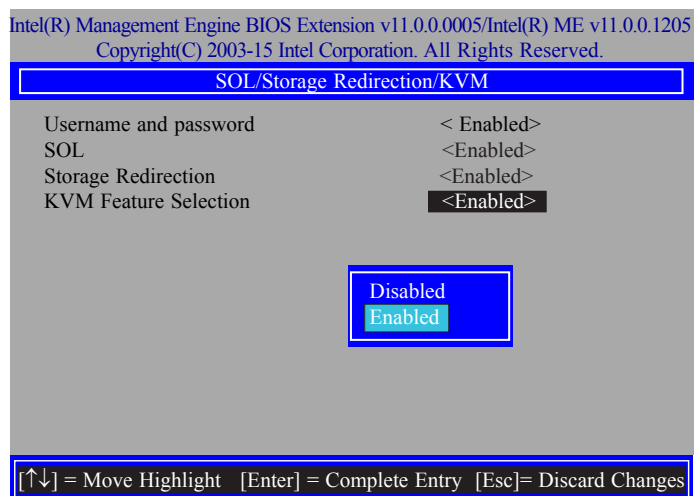 Intel(R) Management Engine BIOS Extension v11.0.0.0005/Intel(R) ME v11.0.0.1205
Copyright(C) 2003-15 Intel Corporation. All Rights Reserved.
SOL/Storage Redirection/KVM
Username and password < Enabled>
SOL <Enabled>
Storage Redirection <Enabled>
KVM Feature Selection <Enabled>
Disabled
Enabled
[↑↓] = Move Highlight [Enter] = Complete Entry [Esc]= Discard Changes